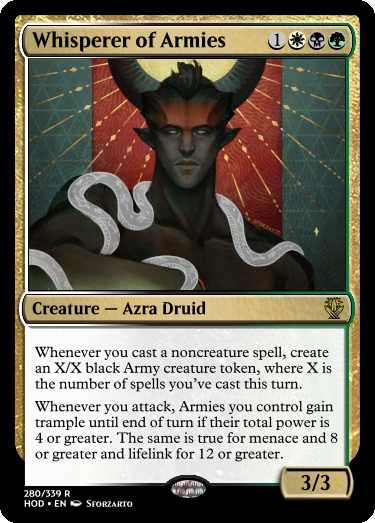 Whisperer of Armies 1
SFORZARTO
Creature — Azra Druid
Whenever you cast a noncreature spell, create
an X/X black Army creature token, where X is
the number of spells you've cast this turn.
Whenever you attack, Armies you control gain
trample until end of turn if their total power is
4 or greater. The same is true for menace and 8
or greater and lifelink for 12 or greater.
3/3
280/339 R
HOD • EN Sforzarto